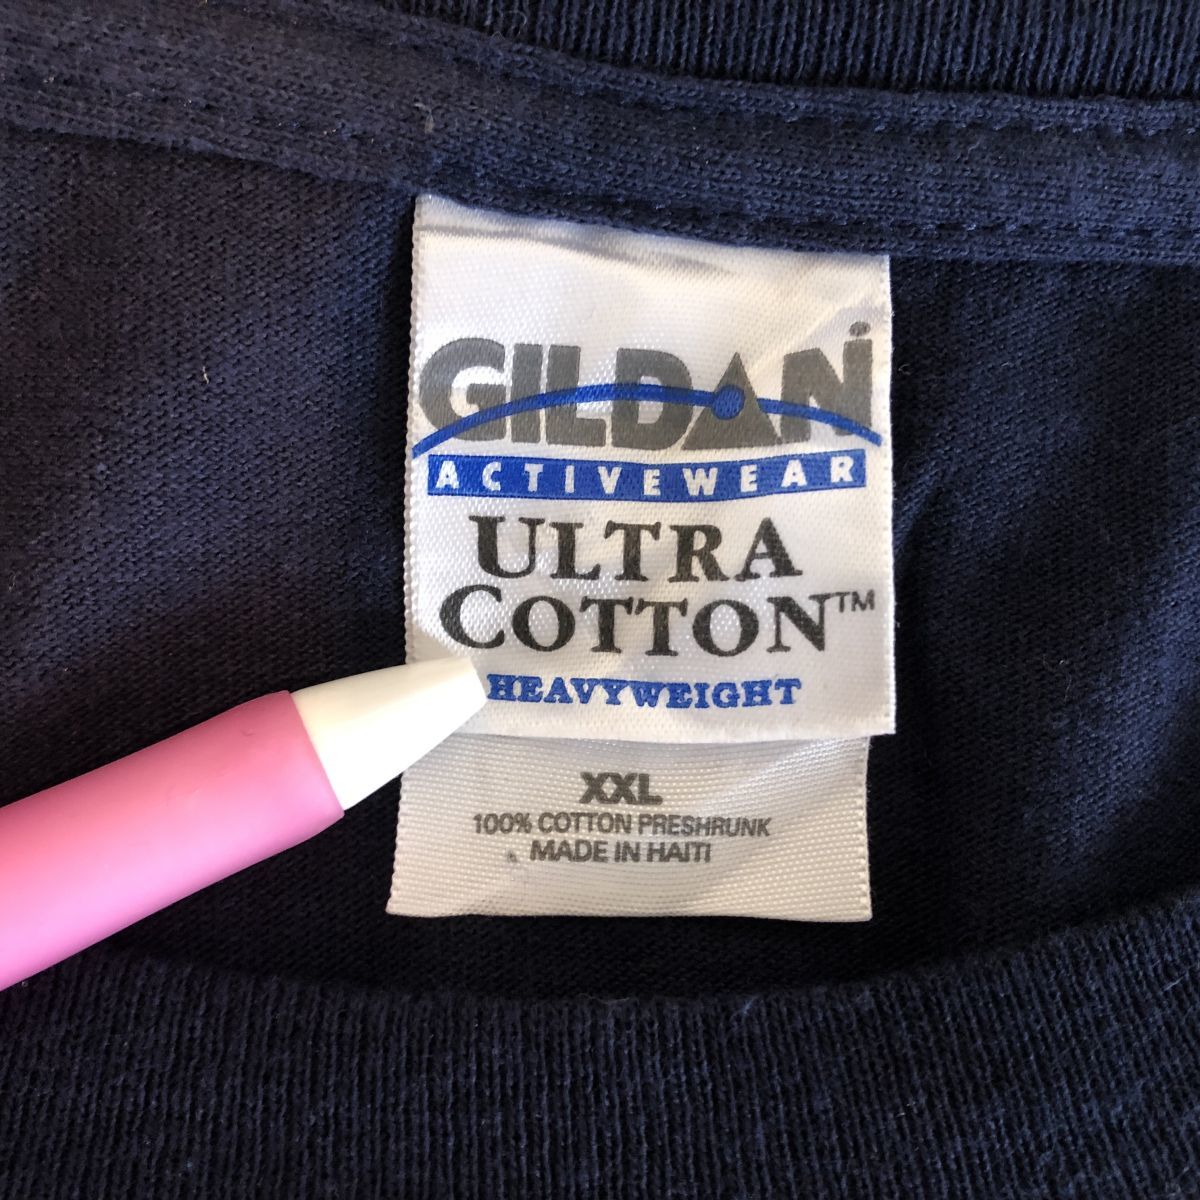 GILDAN
ACTIVEWEAR
ULTRA
COTTON™
HEAVYWEIGHT
XXL
100% COTTON PRESHRUNK
MADE IN HAITI